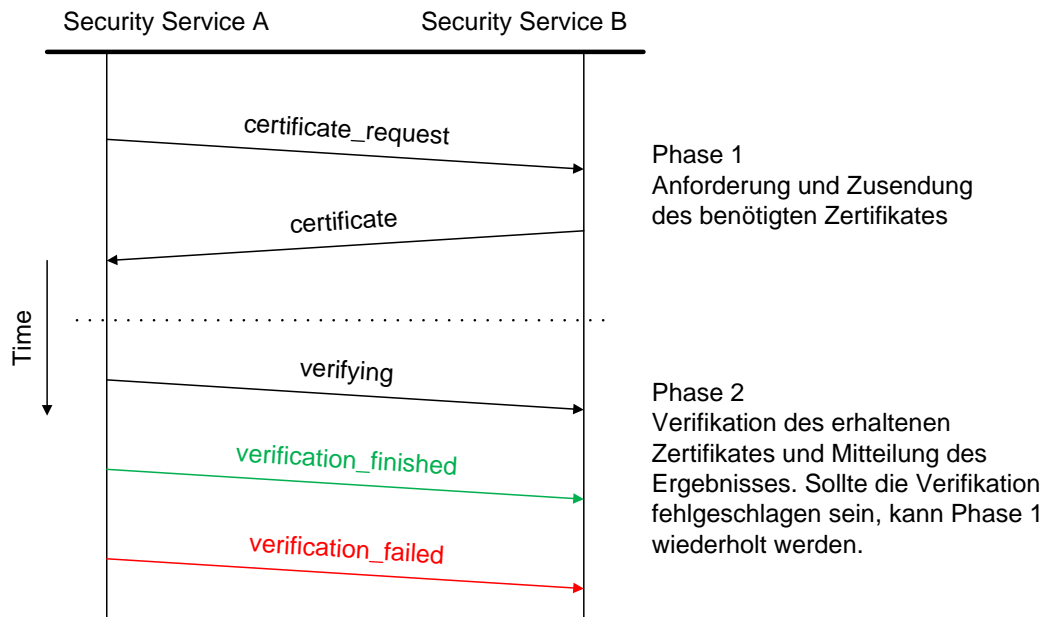 Security Service A
Security Service B
certificate_request
Phase 1
Anforderung und Zusendung
des benötigten Zertifikates
certificate
Time
verifying
Phase 2
Verifikation des erhaltenen
Zertifikates und Mitteilung des
Ergebnisses. Sollte die Verifikation
fehlgeschlagen sein, kann Phase 1
wiederholt werden.
verification_finished
verification_failed